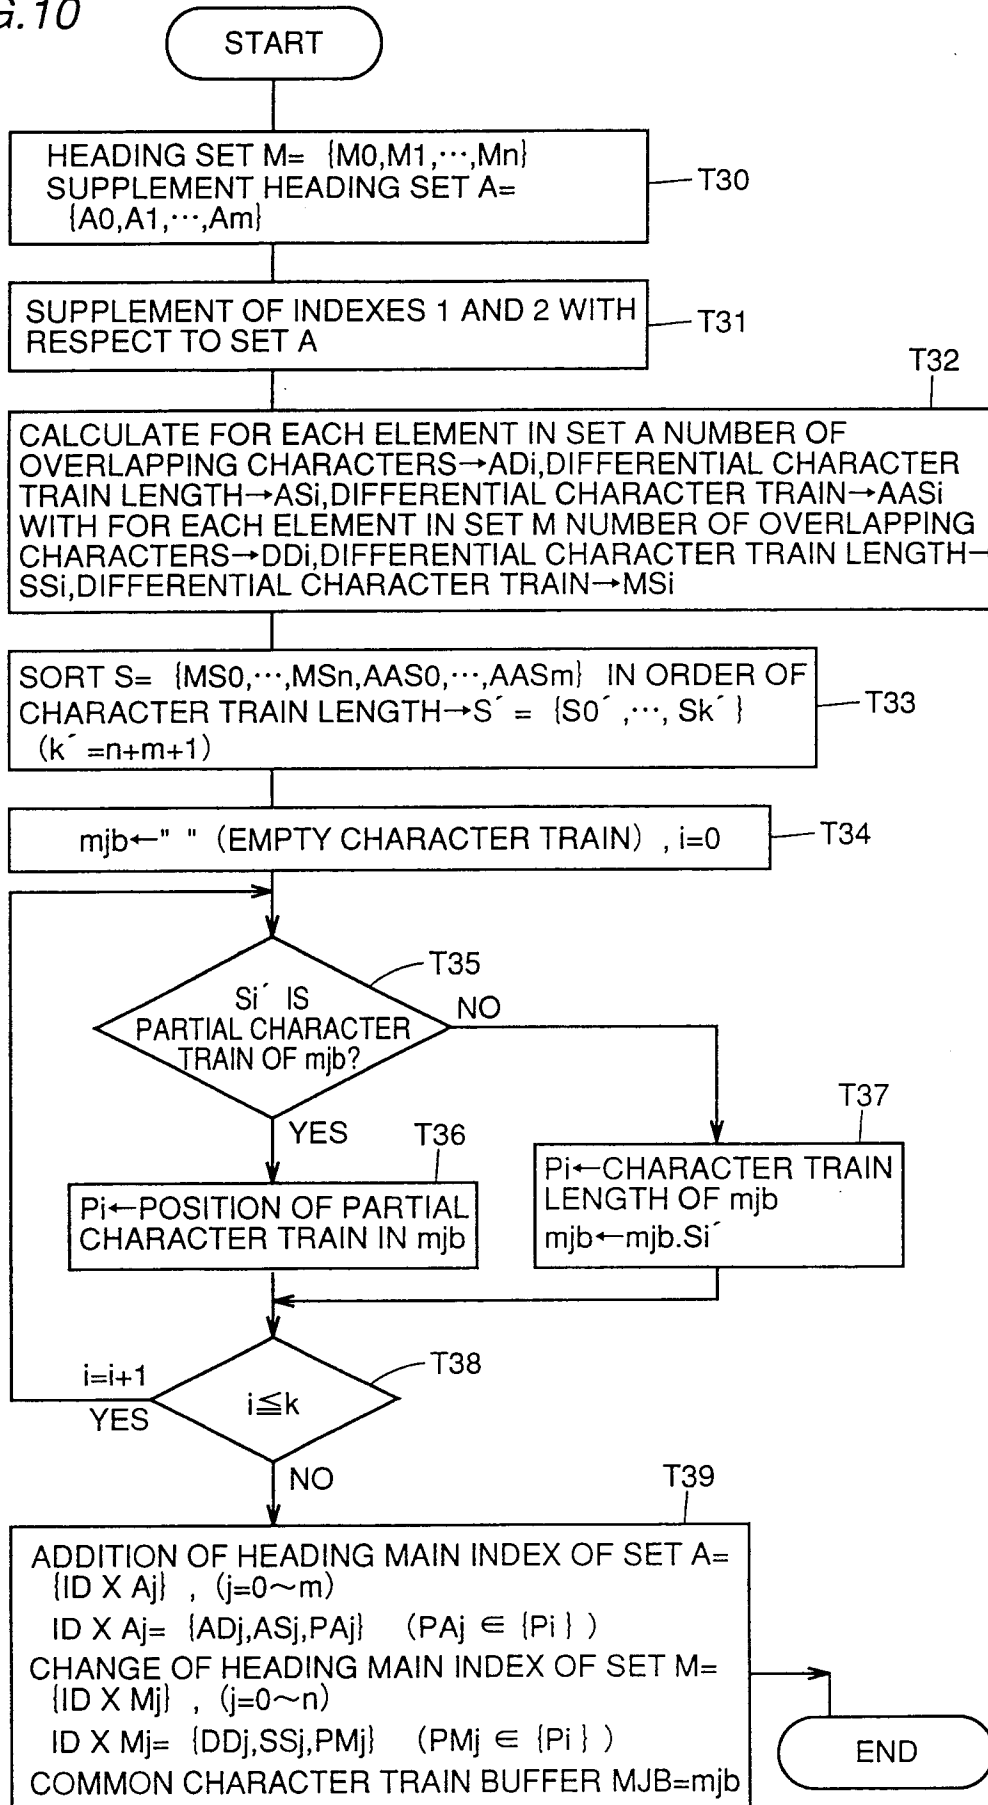 G.10
START
HEADING SET M= {M0,M1,···,Mn}
SUPPLEMENT HEADING SET A=
{A0,A1,···,Am}
T30
SUPPLEMENT OF INDEXES 1 AND 2 WITH
RESPECT TO SET A
T31
T32
CALCULATE FOR EACH ELEMENT IN SET A NUMBER OF
OVERLAPPING CHARACTERS→ADi,DIFFERENTIAL CHARACTER
TRAIN LENGTH→ASi,DIFFERENTIAL CHARACTER TRAIN→AASi
WITH FOR EACH ELEMENT IN SET M NUMBER OF OVERLAPPING
CHARACTERS→DDi,DIFFERENTIAL CHARACTER TRAIN LENGTH→
SSi,DIFFERENTIAL CHARACTER TRAIN→MSi
SORT S= {MS0,···,MSn,AAS0,···,AASm} IN ORDER OF
CHARACTER TRAIN LENGTH→S´= {S0´,···, Sk´}
(k´=n+m+1)
T33
mjb←" " (EMPTY CHARACTER TRAIN) , i=0
T34
T35
Si´ IS
PARTIAL CHARACTER
TRAIN OF mjb?
NO
YES
T36
Pi←POSITION OF PARTIAL
CHARACTER TRAIN IN mjb
T37
Pi←CHARACTER TRAIN
LENGTH OF mjb
mjb←mjb.Si´
T38
i=i+1
YES
i≦k
NO
T39
ADDITION OF HEADING MAIN INDEX OF SET A=
{ID X Aj} , (j=0~m)
ID X Aj= {ADj,ASj,PAj} (PAj ∈ {Pi} )
CHANGE OF HEADING MAIN INDEX OF SET M=
{ID X Mj} , (j=0~n)
ID X Mj= {DDj,SSj,PMj} (PMj ∈ {Pi} )
COMMON CHARACTER TRAIN BUFFER MJB=mjb
END